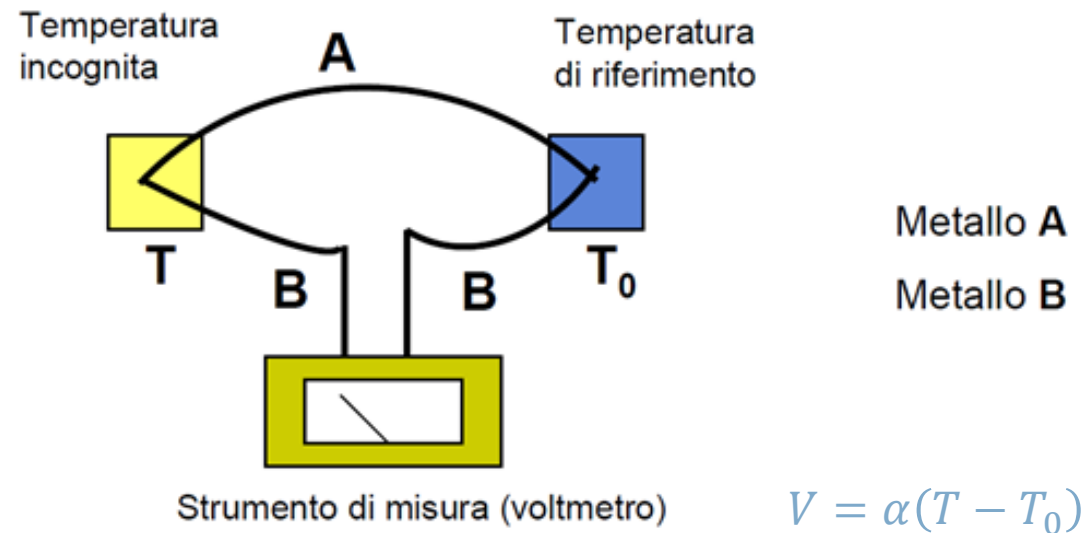 Temperatura
incognita
A
Temperatura
di riferimento
T
B
B
T₀
Metallo A
Metallo B
Strumento di misura (voltmetro)
V = α(T − T₀)